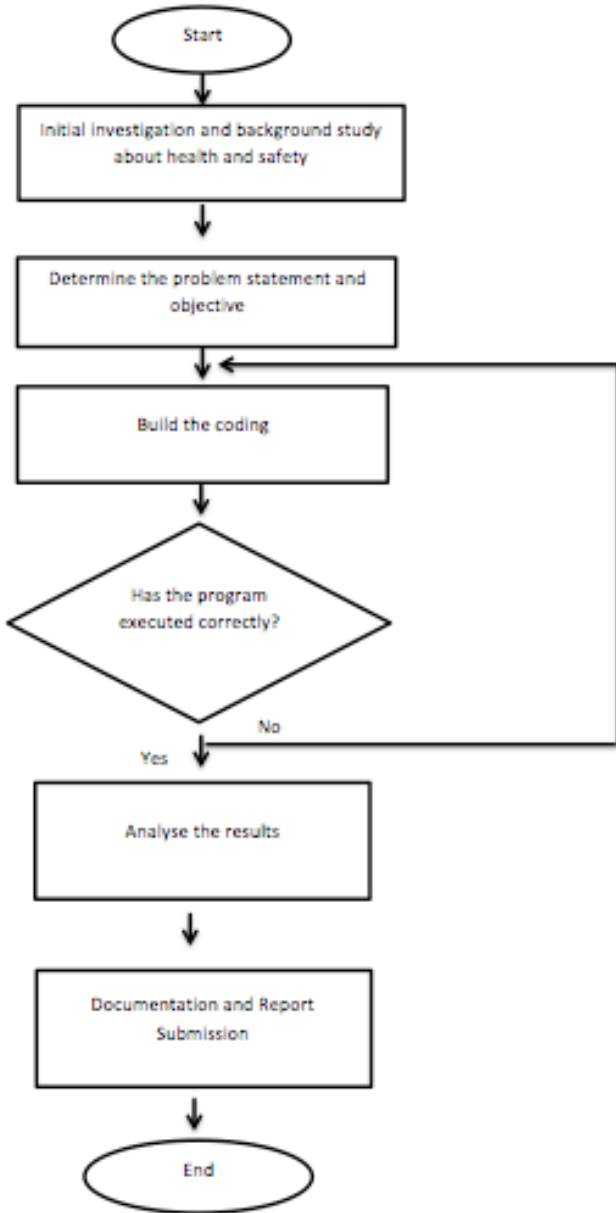 Start
Initial investigation and background study
about health and safety
Determine the problem statement and
objective
Build the coding
Has the program
executed correctly?
No
Yes
Analyse the results
Documentation and Report
Submission
End